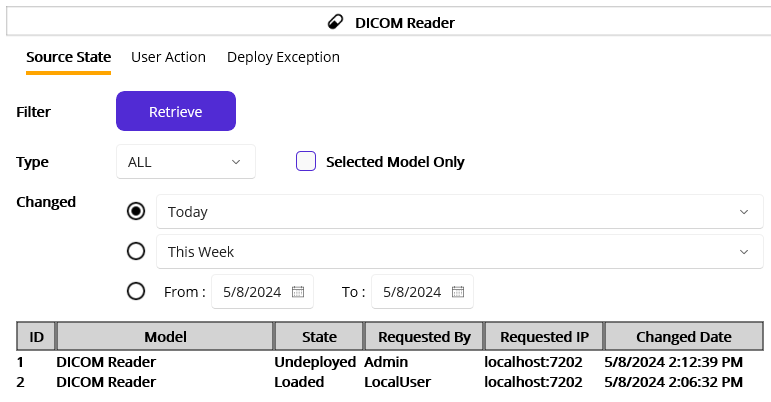 DICOM Reader
Source State User Action Deploy Exception
Filter Retrieve
Type ALL Selected Model Only
Changed
Today
This Week
From : 5/8/2024 To : 5/8/2024
ID Model State Requested By Requested IP Changed Date
1 DICOM Reader Undeployed Admin localhost:7202 5/8/2024 2:12:39 PM
2 DICOM Reader Loaded LocalUser localhost:7202 5/8/2024 2:06:32 PM